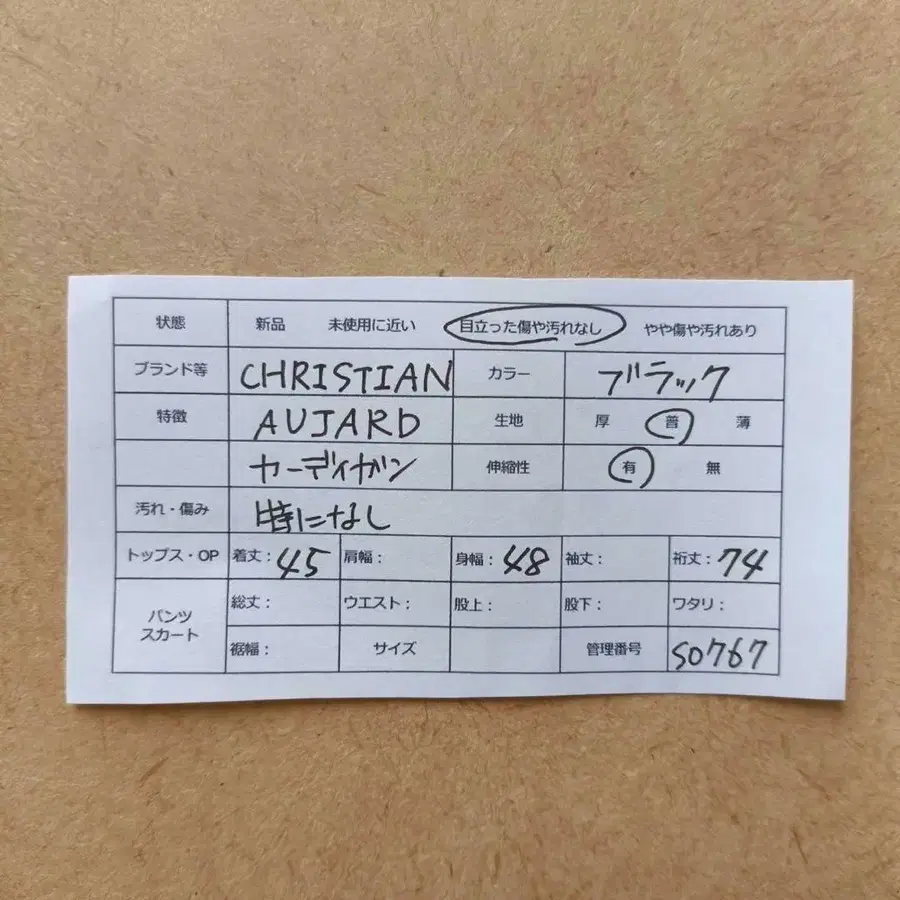 状態 新品 未使用に近い 目立った傷や汚れなし やや傷や汚れあり
ブランド等 CHRISTIAN カラー ブラック
特徴 AUJARD 生地 厚 普 薄
カーディガン 伸縮性 有 無
汚れ・傷み 特になし
トップス・OP 着丈：45 肩幅： 身幅：48 袖丈： 裄丈：74
パンツ スカート 総丈： ウエスト： 股上： 股下： ワタリ：
裾幅： サイズ 管理番号 S0767